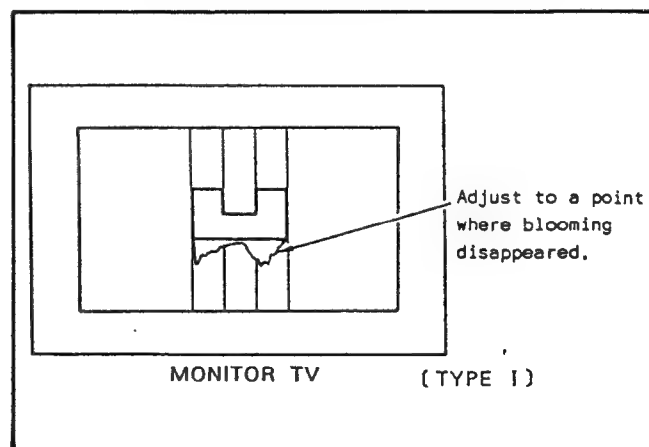 Adjust to a point
where blooming
disappeared.
MONITOR TV
(TYPE I)